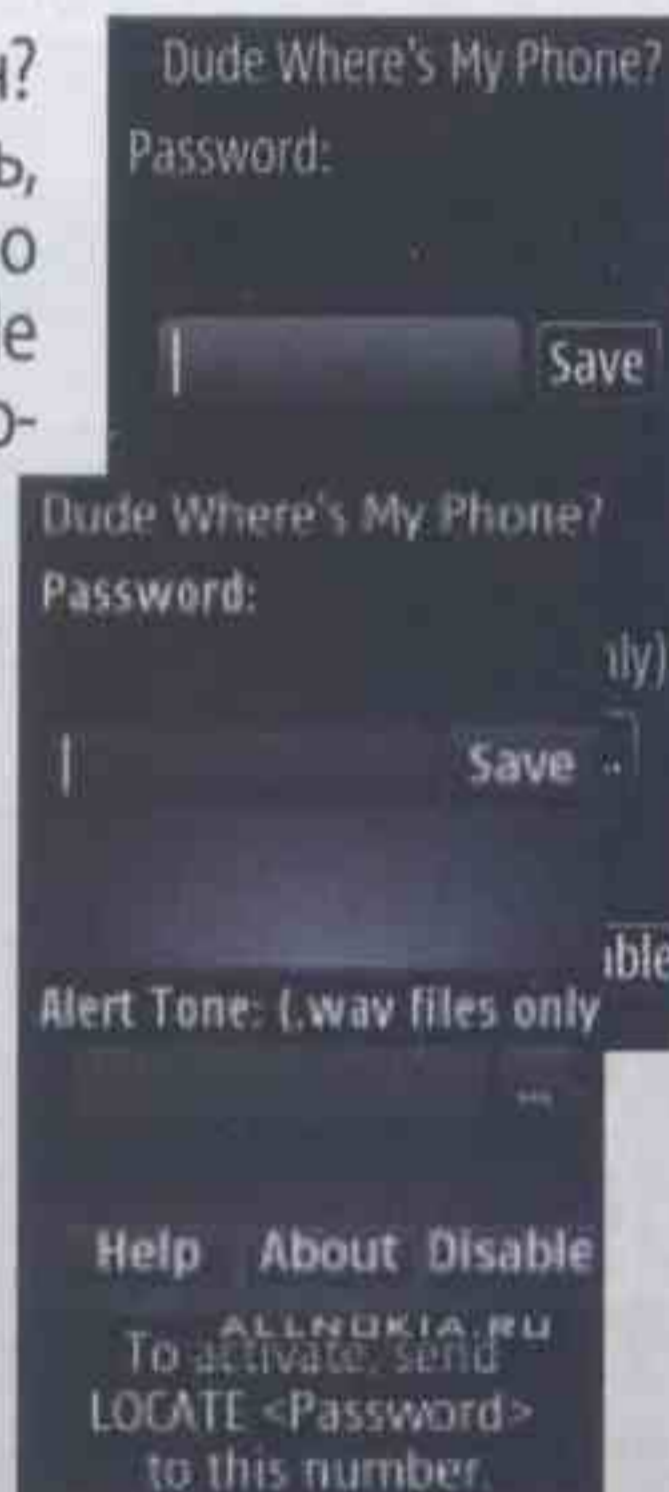 ь,
о
е
о-
Dude Where's My Phone?
Password:
Save
Dude Where's My Phone?
Password:
Save
...
Alert Tone: (.wav files only
...
Help About Disable
ALLNOKIA.RU
To activate, send
LOCATE <Password>
to this number.